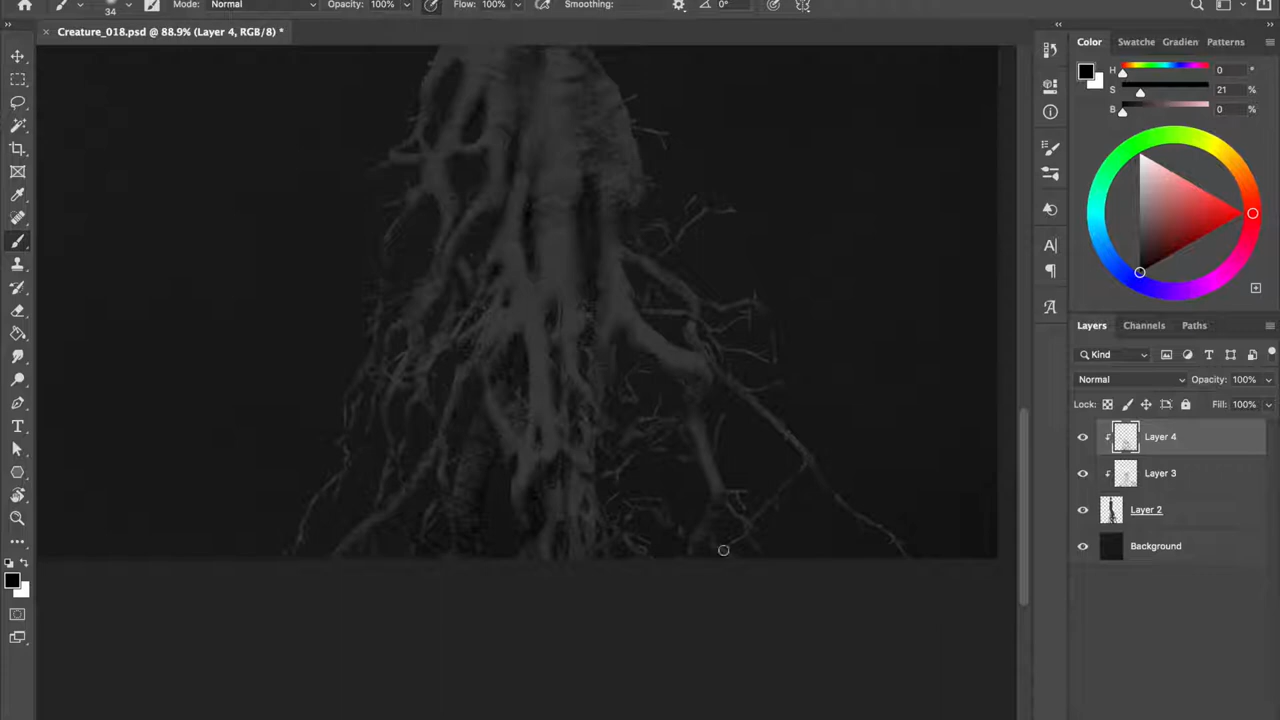 34 Mode: Normal Opacity: 100% Flow: 100% Smoothing: 0°
Creature_018.psd @ 88.9% (Layer 4, RGB/8) *
Color Swatche Gradien Patterns
H 0 °
S 21 %
B 0 %
Layers Channels Paths
Kind
Normal Opacity: 100%
Lock: Fill: 100%
Layer 4
Layer 3
Layer 2
Background